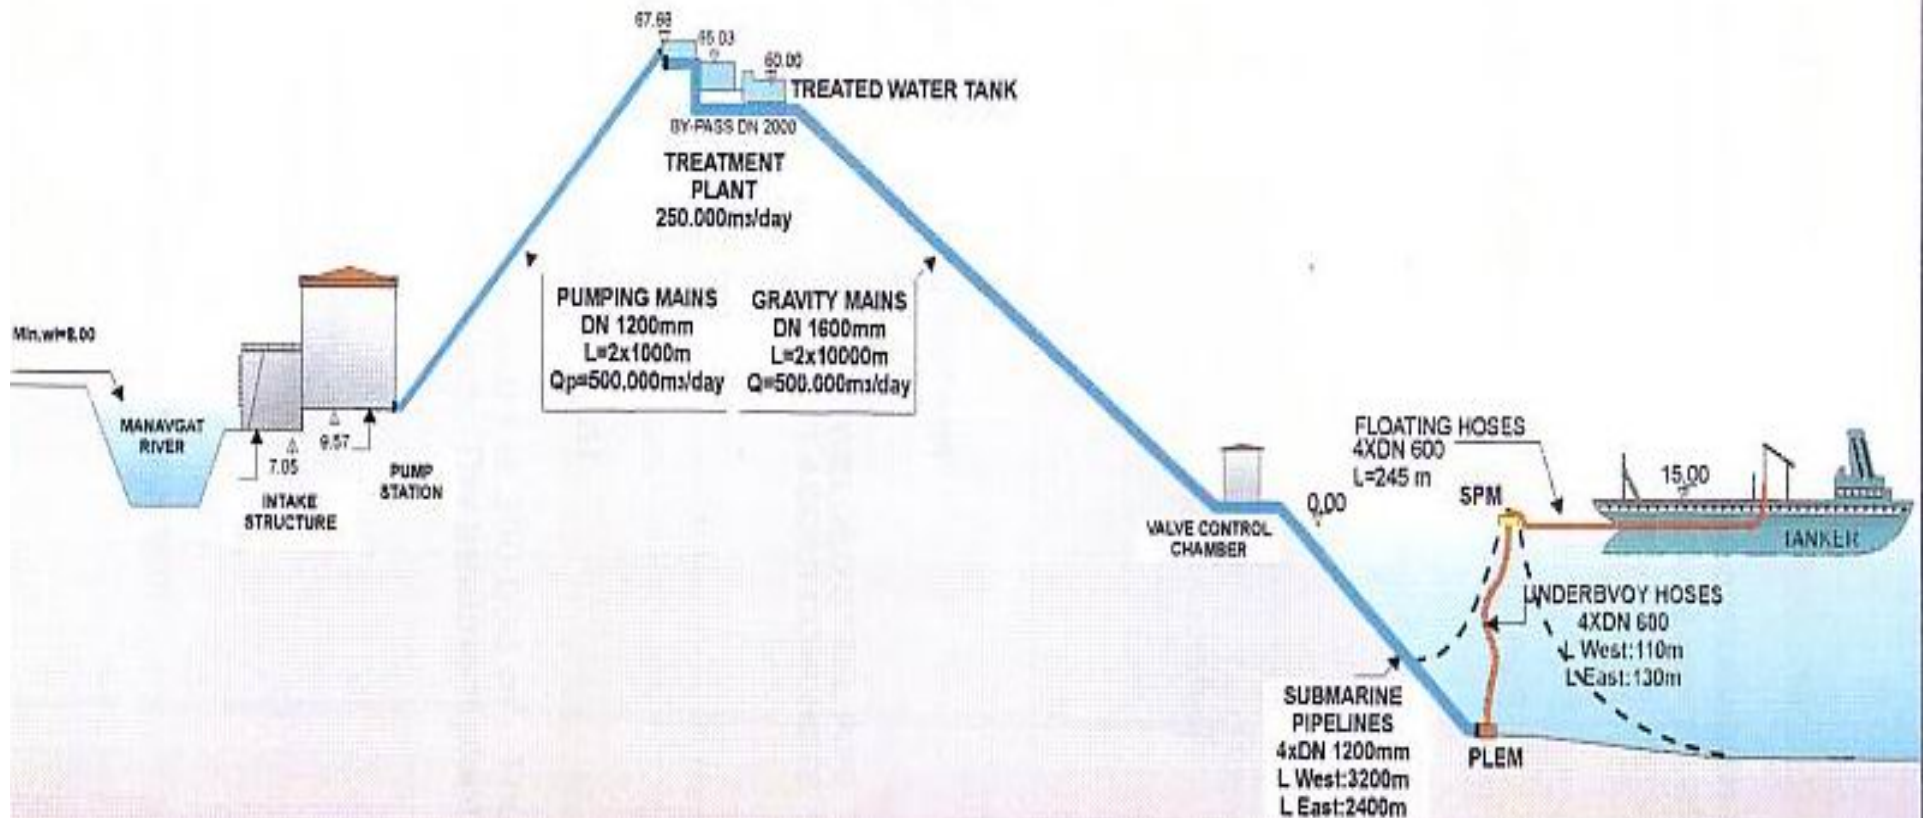 67.68
65.03
60.00
TREATED WATER TANK
BY-PASS DN 2000
TREATMENT
PLANT
250.000m3/day
PUMPING MAINS
DN 1200mm
L=2x1000m
Qp=500.000m3/day
GRAVITY MAINS
DN 1600mm
L=2x10000m
Q=500.000m3/day
Min.wl=8.00
MANAVGAT
RIVER
7.05
9.57
INTAKE
STRUCTURE
PUMP
STATION
VALVE CONTROL
CHAMBER
0.00
FLOATING HOSES
4XDN 600
L=245 m
SPM
15.00
TANKER
UNDERBVOY HOSES
4XDN 600
L West:110m
L East:130m
SUBMARINE
PIPELINES
4xDN 1200mm
L West:3200m
L East:2400m
PLEM